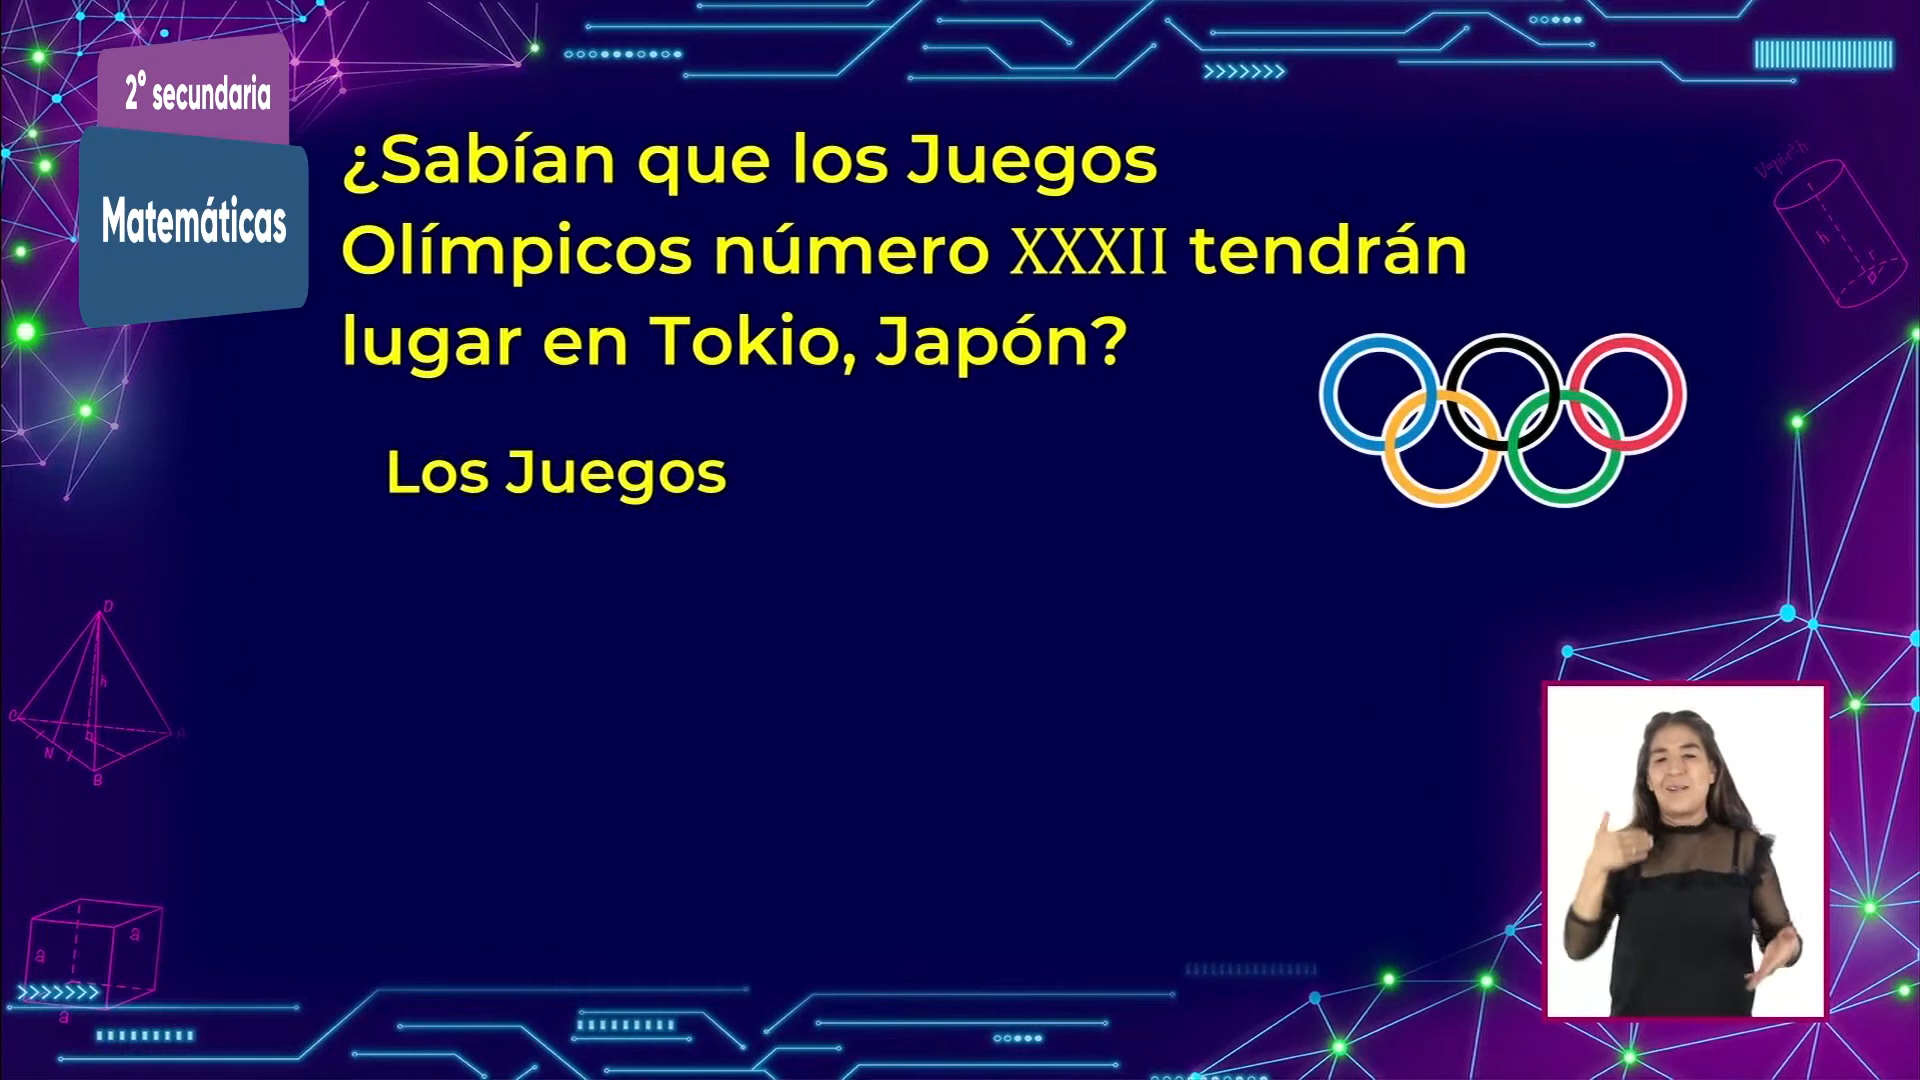 2° secundaria
Matemáticas
¿Sabían que los Juegos
Olímpicos número XXXII tendrán
lugar en Tokio, Japón?
Los Juegos
D
h
C
A
b
N
B
a
a
a
h
r